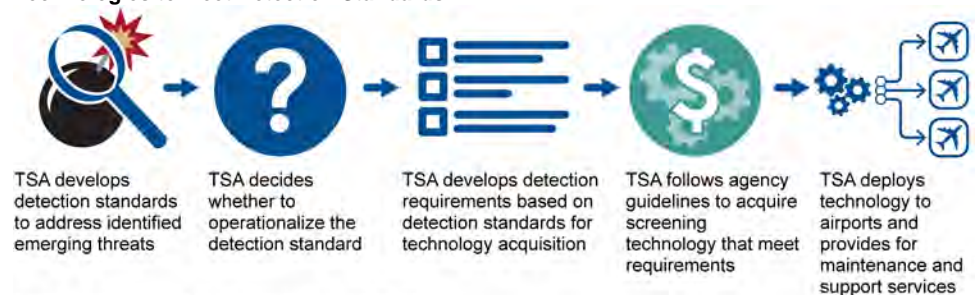 ?
$
TSA develops
detection standards
to address identified
emerging threats
TSA decides
whether to
operationalize the
detection standard
TSA develops detection
requirements based on
detection standards for
technology acquisition
TSA follows agency
guidelines to acquire
screening
technology that meet
requirements
TSA deploys
technology to
airports and
provides for
maintenance and
support services